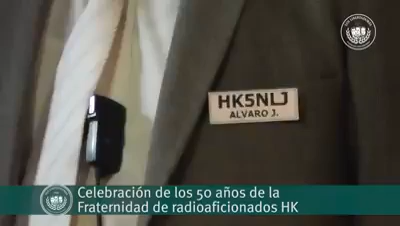 HK5NLJ
ALVARO J.
Celebración de los 50 años de la
Fraternidad de radioaficionados HK